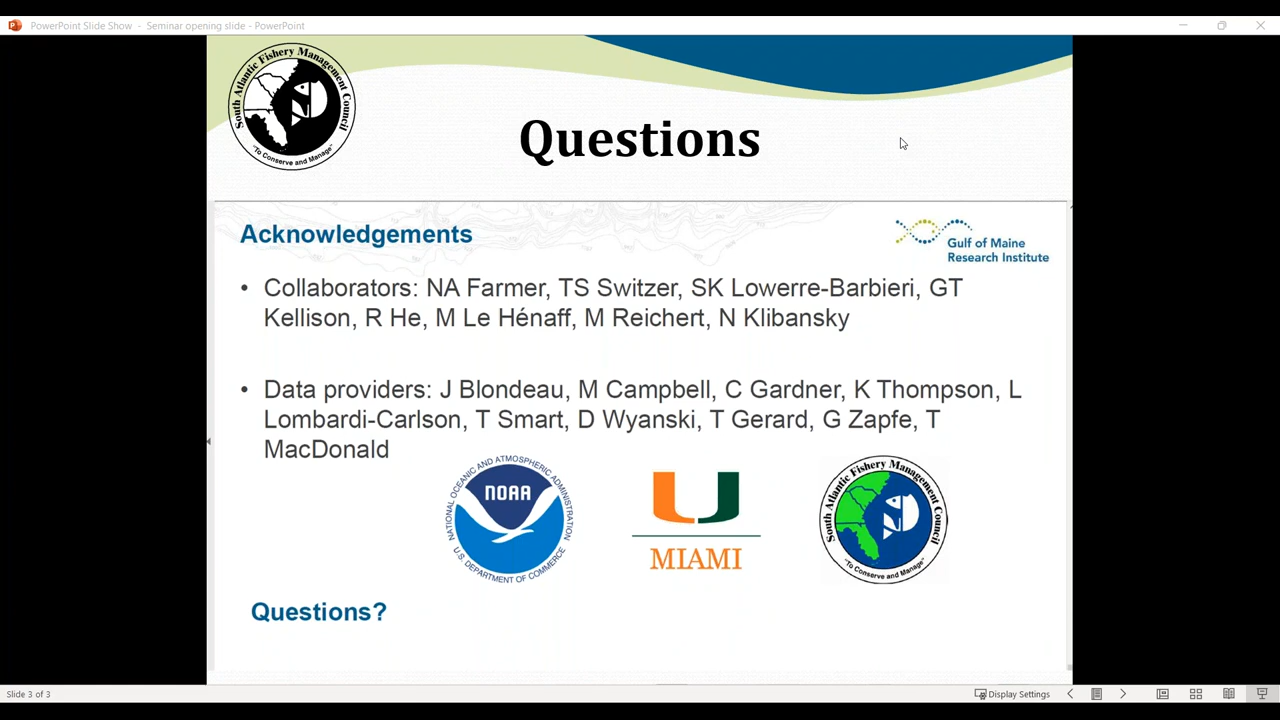 PowerPoint Slide Show - Seminar opening slide - PowerPoint
South Atlantic Fishery Management Council
"To Conserve and Manage"
Questions
Acknowledgements
Gulf of Maine
Research Institute
• Collaborators: NA Farmer, TS Switzer, SK Lowerre-Barbieri, GT
Kellison, R He, M Le Hénaff, M Reichert, N Klibansky
• Data providers: J Blondeau, M Campbell, C Gardner, K Thompson, L
Lombardi-Carlson, T Smart, D Wyanski, T Gerard, G Zapfe, T
MacDonald
NATIONAL OCEANIC AND ATMOSPHERIC ADMINISTRATION
NOAA
U.S. DEPARTMENT OF COMMERCE
MIAMI
South Atlantic Fishery Management Council
"To Conserve and Manage"
Questions?
Slide 3 of 3
Display Settings